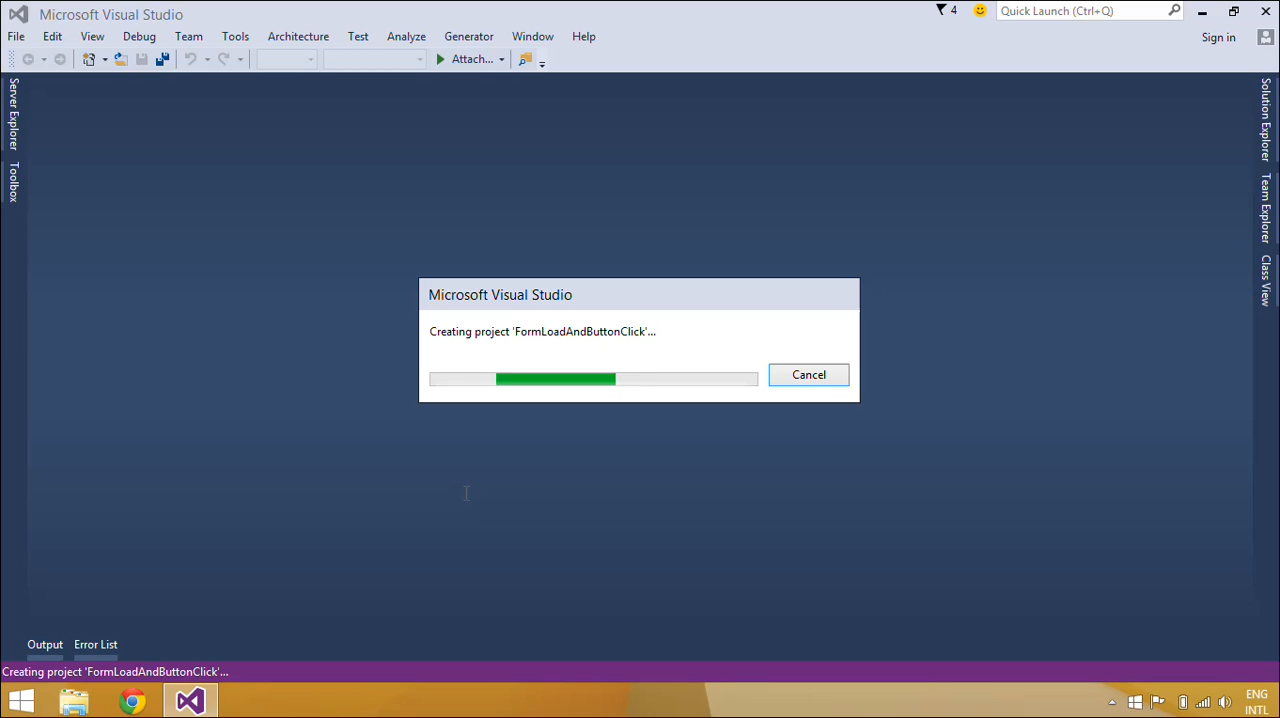 Microsoft Visual Studio
4
Quick Launch (Ctrl+Q)
File Edit View Debug Team Tools Architecture Test Analyze Generator Window Help
Sign in
Attach...
Server Explorer
Toolbox
Solution Explorer
Team Explorer
Class View
Microsoft Visual Studio
Creating project 'FormLoadAndButtonClick'...
Cancel
Output Error List
Creating project 'FormLoadAndButtonClick'...
ENG
INTL